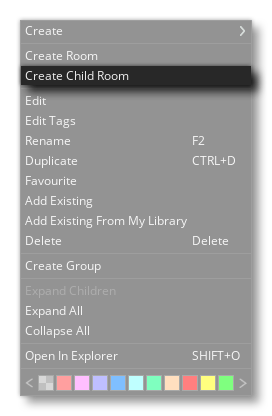 Create
Create Room
Create Child Room
Edit
Edit Tags
Rename F2
Duplicate CTRL+D
Favourite
Add Existing
Add Existing From My Library
Delete Delete
Create Group
Expand Children
Expand All
Collapse All
Open In Explorer SHIFT+O